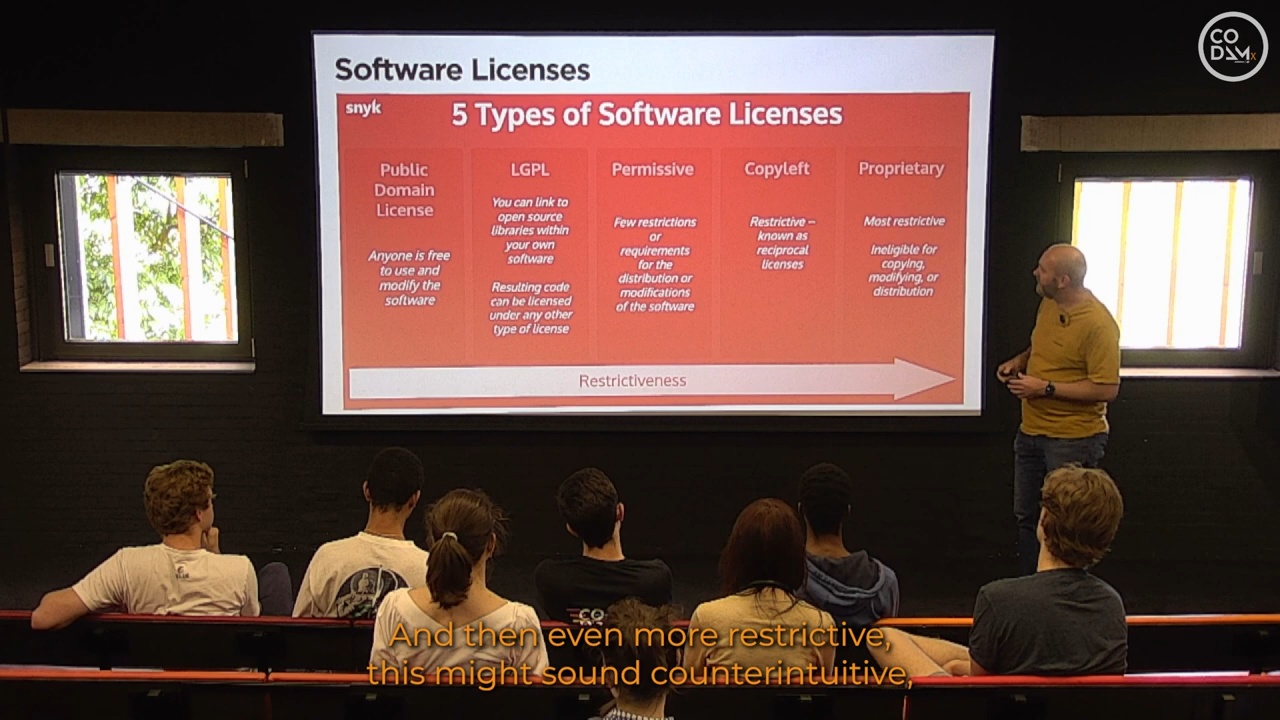 CO
D
M
x
Software Licenses
snyk
5 Types of Software Licenses
Public
Domain
License
Anyone is free
to use and
modify the
software
LGPL
You can link to
open source
libraries within
your own
software
Resulting code
can be licensed
under any other
type of license
Permissive
Few restrictions
or
requirements
for the
distribution or
modifications
of the software
Copyleft
Restrictive –
known as
reciprocal
licenses
Proprietary
Most restrictive
Ineligible for
copying,
modifying, or
distribution
Restrictiveness
CO
And then even more restrictive,
this might sound counterintuitive,